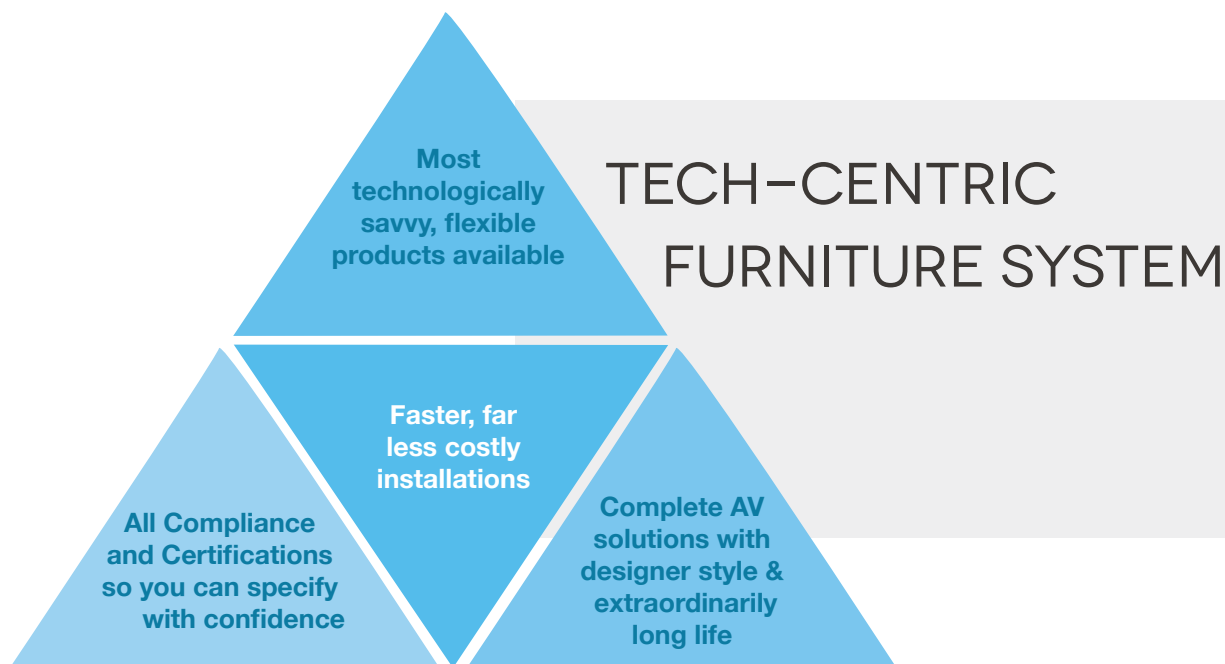 Most
technologically
savvy, flexible
products available
TECH–CENTRIC
FURNITURE SYSTEM
Faster, far
less costly
installations
All Compliance
and Certifications
so you can specify
with confidence
Complete AV
solutions with
designer style &
extraordinarily
long life